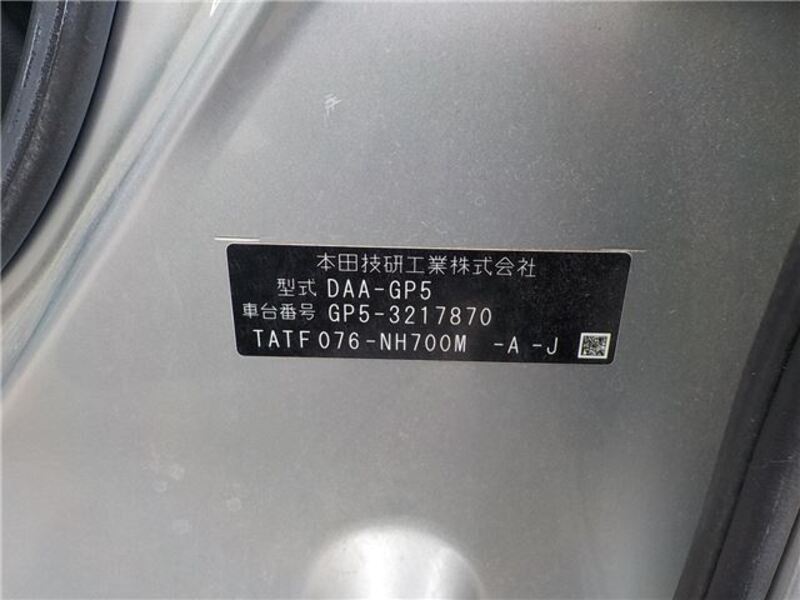 本田技研工業株式会社
型式 DAA-GP5
車台番号 GP5-3217870
TATF076-NH700M -A -J